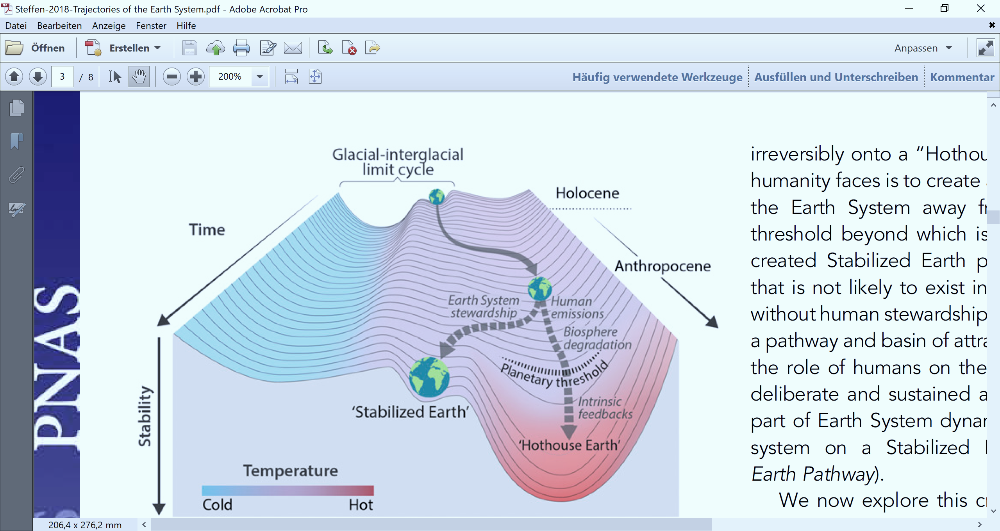 Steffen-2018-Trajectories of the Earth System.pdf - Adobe Acrobat Pro
Datei Bearbeiten Anzeige Fenster Hilfe
Öffnen Erstellen Anpassen
3 / 8 200% Häufig verwendete Werkzeuge Ausfüllen und Unterschreiben Kommentar
PNAS
Glacial-interglacial
limit cycle
Holocene
Time
Anthropocene
Earth System
stewardship
Human
emissions
Biosphere
degradation
Planetary threshold
Stability
‘Stabilized Earth’
Intrinsic
feedbacks
‘Hothouse Earth’
Temperature
Cold Hot
irreversibly onto a “Hothou
humanity faces is to create
the Earth System away fr
threshold beyond which is
created Stabilized Earth p
that is not likely to exist in
without human stewardship
a pathway and basin of attra
the role of humans on the
deliberate and sustained a
part of Earth System dynam
system on a Stabilized
Earth Pathway).
We now explore this cr
206,4 x 276,2 mm